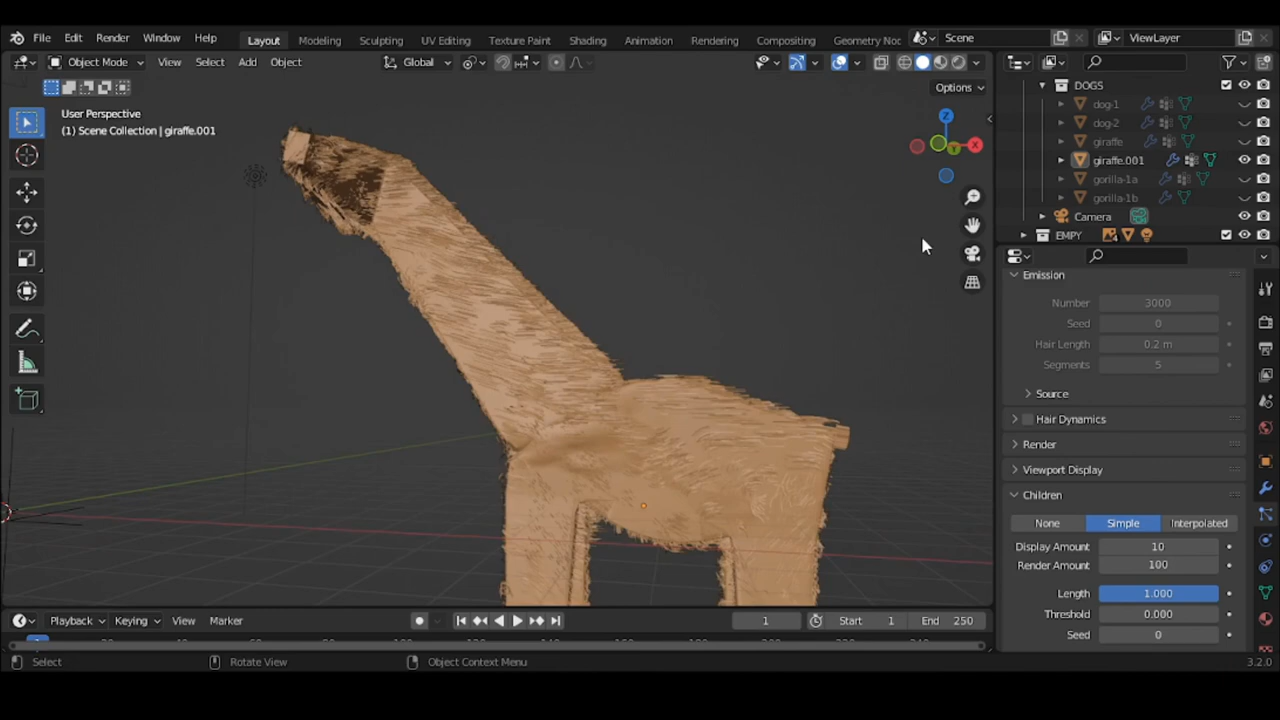 File Edit Render Window Help Layout Modeling Sculpting UV Editing Texture Paint Shading Animation Rendering Compositing Geometry Noc Scene ViewLayer
Object Mode View Select Add Object Global
Options
User Perspective
(1) Scene Collection | giraffe.001
Z
X
Y
DOGS
dog-1
dog-2
giraffe
giraffe.001
gorilla-1a
gorilla-1b
Camera
EMPY 4
Emission
Number 3000
Seed 0
Hair Length 0.2 m
Segments 5
Source
Hair Dynamics
Render
Viewport Display
Children
None Simple Interpolated
Display Amount 10
Render Amount 100
Length 1.000
Threshold 0.000
Seed 0
Playback Keying View Marker 1 Start 1 End 250
Select Rotate View Object Context Menu 3.2.0